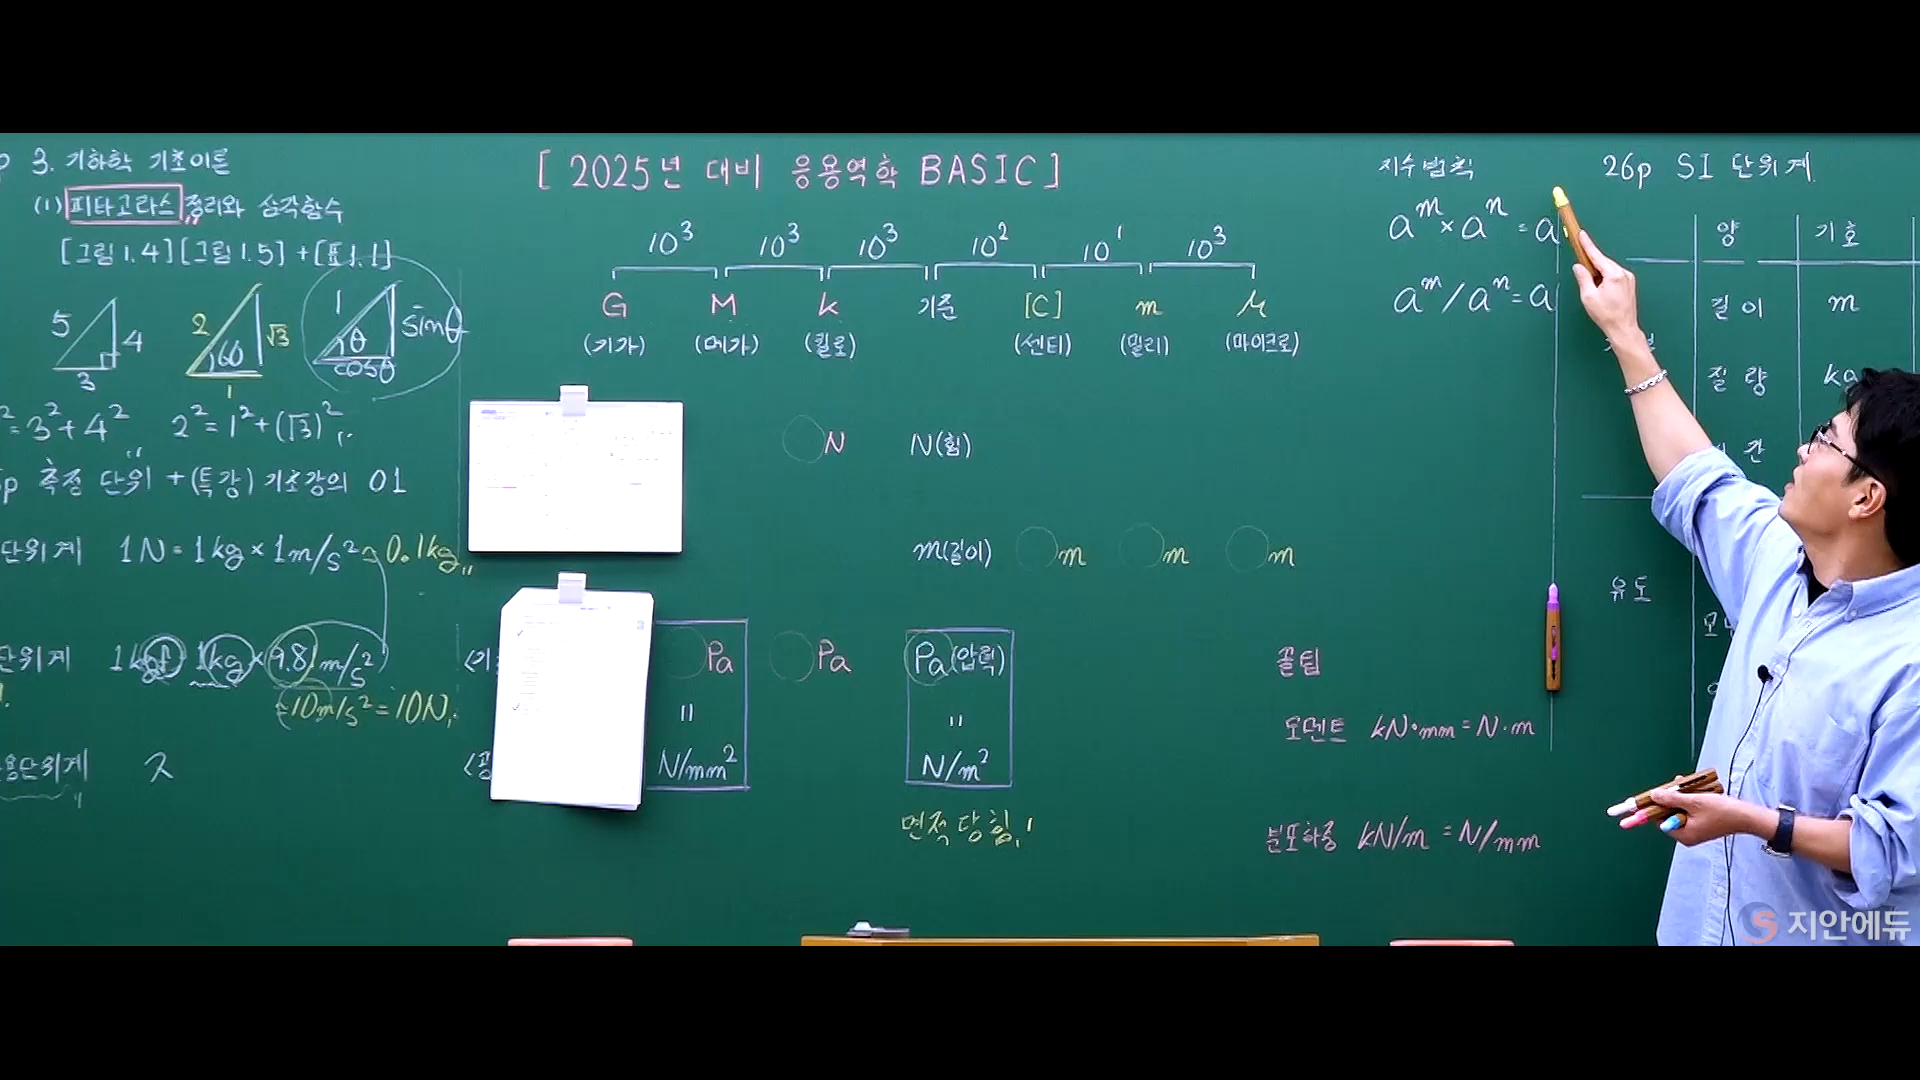 3. 기하학 기초이론
(1) 피타고라스 정리와 삼각함수
[그림 1.4] [그림 1.5] + [표 1.1]
5 4 3
2 √3 60 1
1 θ sinθ cosθ
²=3²+4² 2²=1²+(√3)²
p 측정 단위 + (특강) 기초강의 01
단위계 1N = 1kg × 1m/s² ≈ 0.1kg
단위계 1kgf 1kg × 9.8 m/s²
≈10m/s² = 10N
용단위계
[2025년 대비 응용역학 BASIC]
10³ 10³ 10³ 10² 10¹ 10³
G M k 기준 [C] m μ
(기가) (메가) (킬로) (센티) (밀리) (마이크로)
N N(힘)
m(길이) m m m
Pa Pa Pa(압력)
= =
N/mm² N/m²
면적당 힘!
지수법칙
a^m × a^n = a
a^m / a^n = a
꿀팁
모멘트 kN·mm = N·m
분포하중 kN/m = N/mm
26p SI 단위계
양 기호
길이 m
질량 k
간
유도
지안에듀